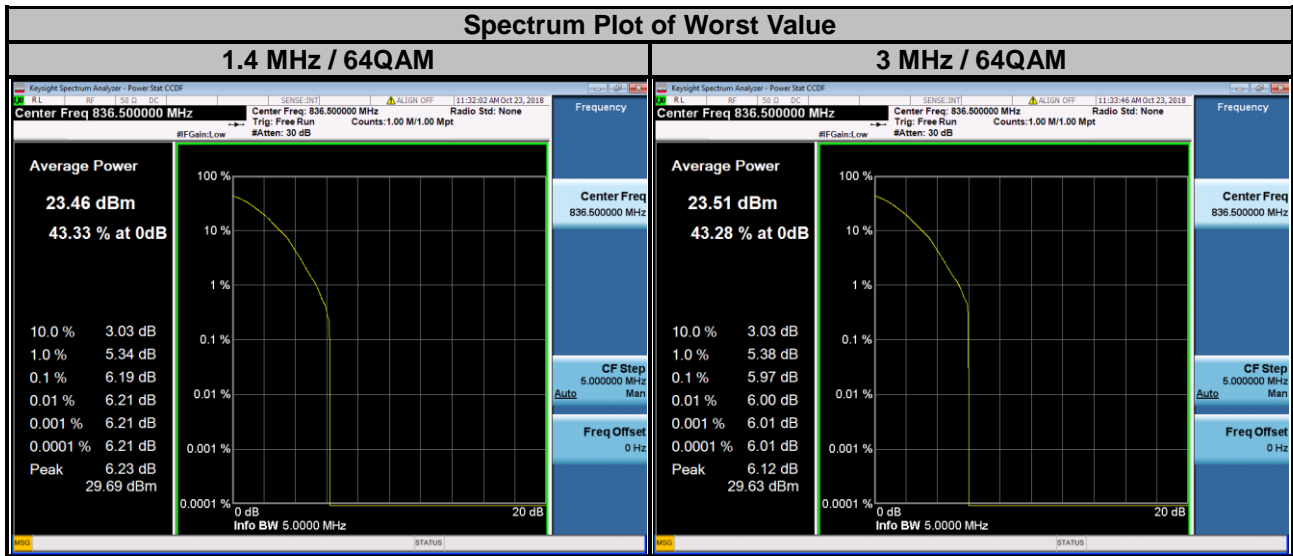 Spectrum Plot of Worst Value
1.4 MHz / 64QAM
Keysight Spectrum Analyzer - Power Stat CCDF
RL RF 50 Ω DC SENSE:INT ALIGN OFF 11:32:02 AM Oct 23, 2018
Center Freq 836.500000 MHz
Center Freq: 836.500000 MHz Radio Std: None
Trig: Free Run Counts:1.00 M/1.00 Mpt
#IFGain:Low #Atten: 30 dB
Average Power
23.46 dBm
43.33 % at 0dB
10.0 % 3.03 dB
1.0 % 5.34 dB
0.1 % 6.19 dB
0.01 % 6.21 dB
0.001 % 6.21 dB
0.0001 % 6.21 dB
Peak 6.23 dB
29.69 dBm
100 %
10 %
1 %
0.1 %
0.01 %
0.001 %
0.0001 %
0 dB 20 dB
Info BW 5.0000 MHz
Frequency
Center Freq
836.500000 MHz
CF Step
5.000000 MHz
Auto Man
Freq Offset
0 Hz
MSG STATUS
3 MHz / 64QAM
Keysight Spectrum Analyzer - Power Stat CCDF
RL RF 50 Ω DC SENSE:INT ALIGN OFF 11:33:46 AM Oct 23, 2018
Center Freq 836.500000 MHz
Center Freq: 836.500000 MHz Radio Std: None
Trig: Free Run Counts:1.00 M/1.00 Mpt
#IFGain:Low #Atten: 30 dB
Average Power
23.51 dBm
43.28 % at 0dB
10.0 % 3.03 dB
1.0 % 5.38 dB
0.1 % 5.97 dB
0.01 % 6.00 dB
0.001 % 6.01 dB
0.0001 % 6.01 dB
Peak 6.12 dB
29.63 dBm
100 %
10 %
1 %
0.1 %
0.01 %
0.001 %
0.0001 %
0 dB 20 dB
Info BW 5.0000 MHz
Frequency
Center Freq
836.500000 MHz
CF Step
5.000000 MHz
Auto Man
Freq Offset
0 Hz
MSG STATUS